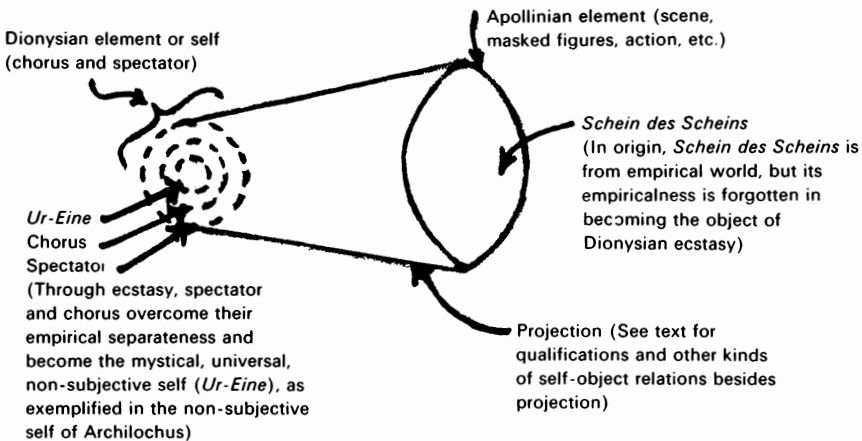 Dionysian element or self
(chorus and spectator)
Apollinian element (scene,
masked figures, action, etc.)
Schein des Scheins
(In origin, Schein des Scheins is
from empirical world, but its
empiricalness is forgotten in
becoming the object of
Dionysian ecstasy)
Ur-Eine
Chorus
Spectator
(Through ecstasy, spectator
and chorus overcome their
empirical separateness and
become the mystical, universal,
non-subjective self (Ur-Eine), as
exemplified in the non-subjective
self of Archilochus)
Projection (See text for
qualifications and other kinds
of self-object relations besides
projection)